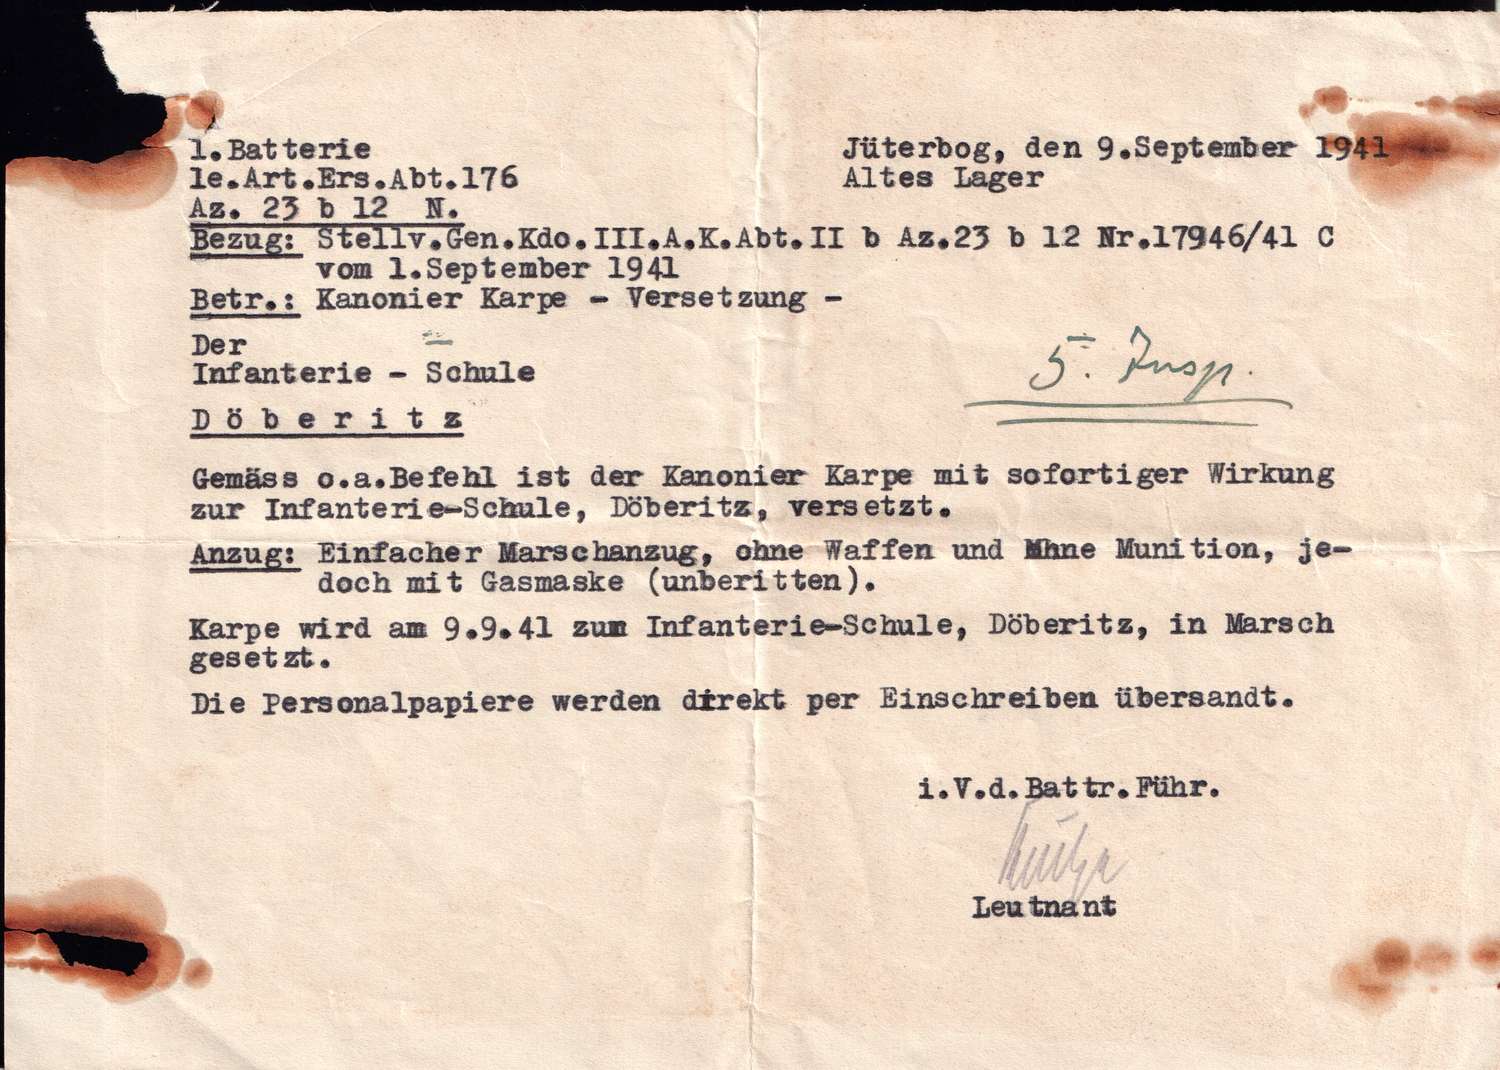 1.Batterie
le.Art.Ers.Abt.176
Az. 23 b 12 N.
Jüterbog, den 9.September 1941
Altes Lager
Bezug: Stellv.Gen.Kdo.III.A.K.Abt.II b Az.23 b 12 Nr.17946/41 C
vom 1.September 1941
Betr.: Kanonier Karpe - Versetzung -
Der
Infanterie - Schule
Döberitz
5. Insp.
Gemäss o.a.Befehl ist der Kanonier Karpe mit sofortiger Wirkung
zur Infanterie-Schule, Döberitz, versetzt.
Anzug: Einfacher Marschanzug, ohne Waffen und ohne Munition, je-
doch mit Gasmaske (unberitten).
Karpe wird am 9.9.41 zum Infanterie-Schule, Döberitz, in Marsch
gesetzt.
Die Personalpapiere werden direkt per Einschreiben übersandt.
i.V.d.Battr.Führ.
Leutnant